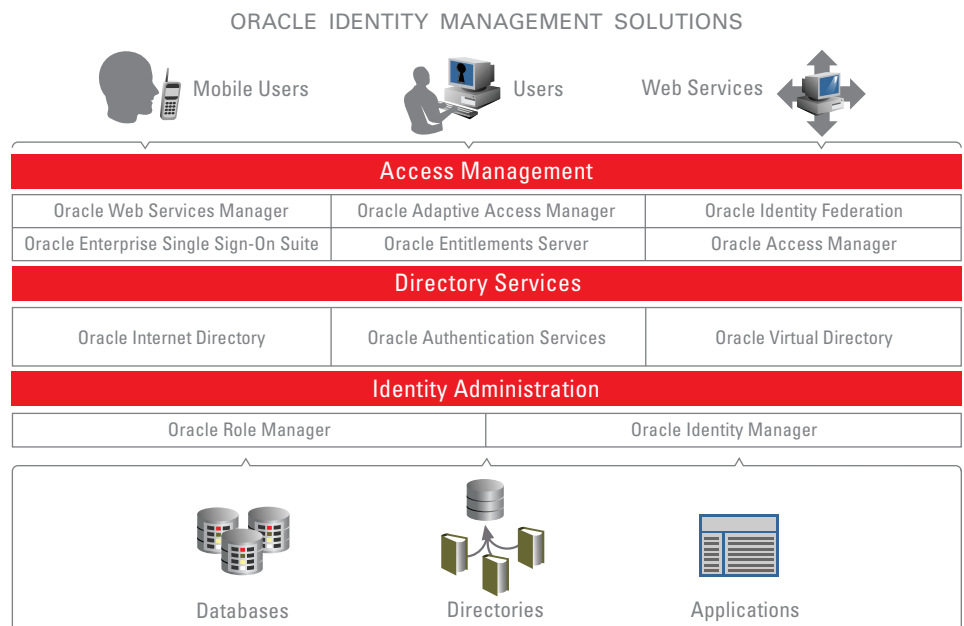 ORACLE IDENTITY MANAGEMENT SOLUTIONS
Mobile Users
Users
Web Services
Access Management
Oracle Web Services Manager
Oracle Adaptive Access Manager
Oracle Identity Federation
Oracle Enterprise Single Sign-On Suite
Oracle Entitlements Server
Oracle Access Manager
Directory Services
Oracle Internet Directory
Oracle Authentication Services
Oracle Virtual Directory
Identity Administration
Oracle Role Manager
Oracle Identity Manager
Databases
Directories
Applications